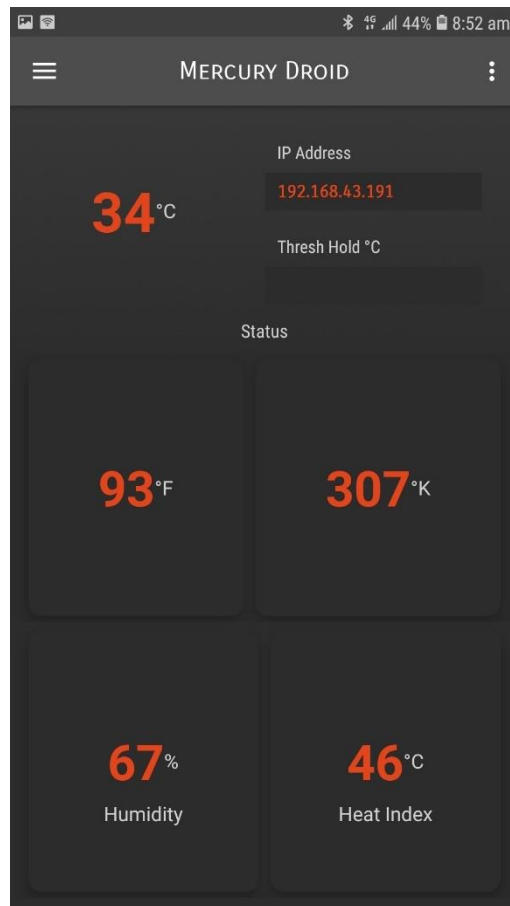 4G 44% 8:52 am
MERCURY DROID
IP Address
34°C
192.168.43.191
Thresh Hold °C
Status
93°F
307°K
67%
Humidity
46°C
Heat Index